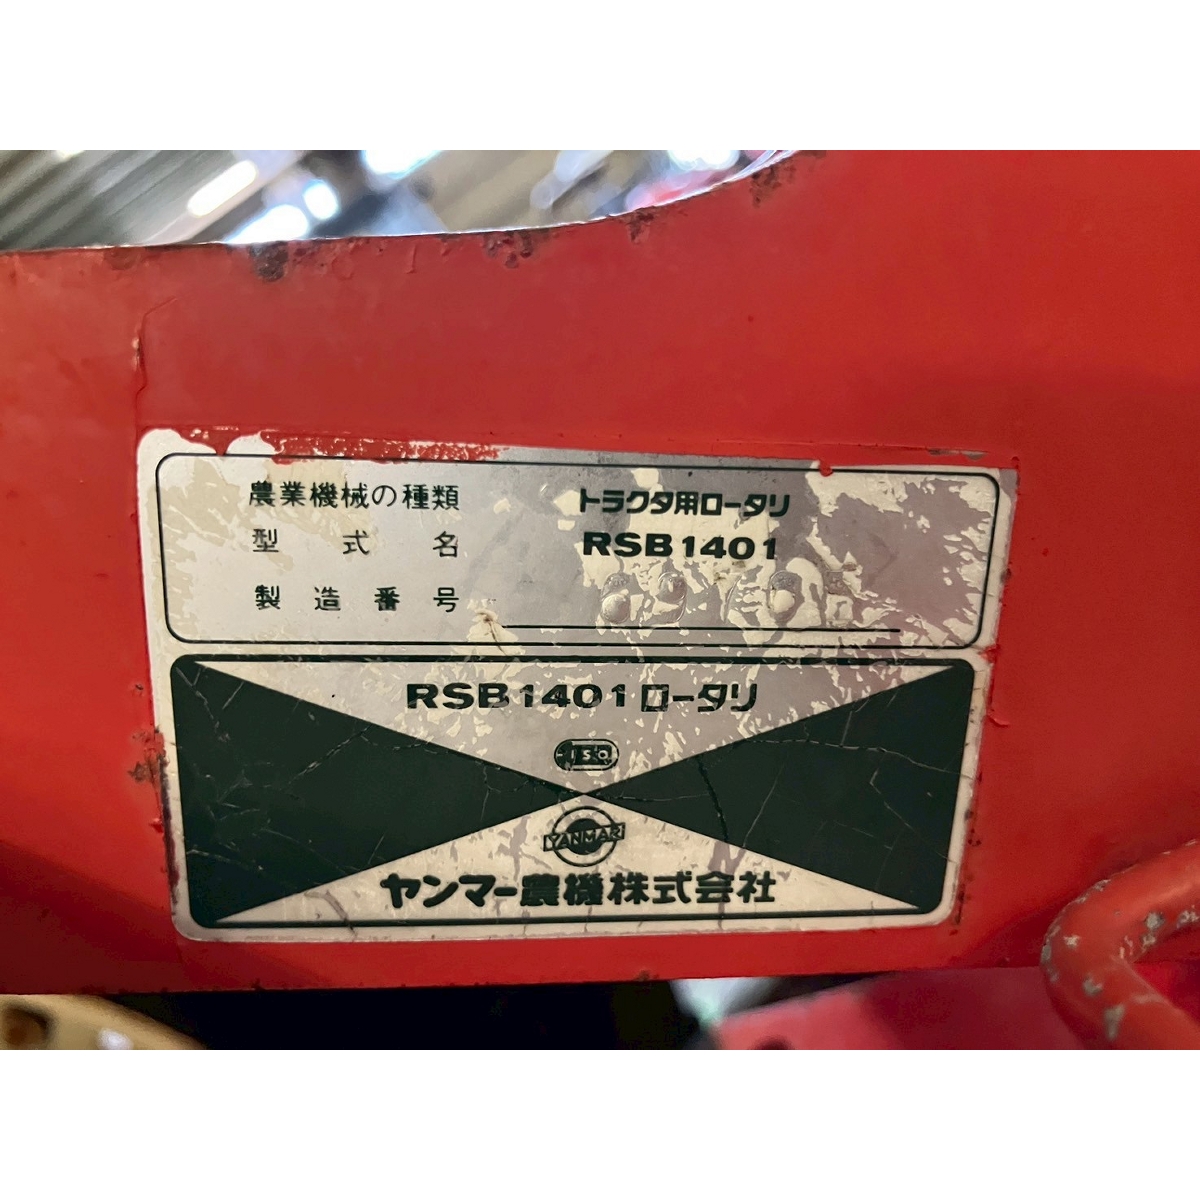 農業機械の種類 トラクタ用ロータリ
型式名 RSB1401
製造番号
RSB1401ロータリ
ISO
YANMAR
ヤンマー農機株式会社